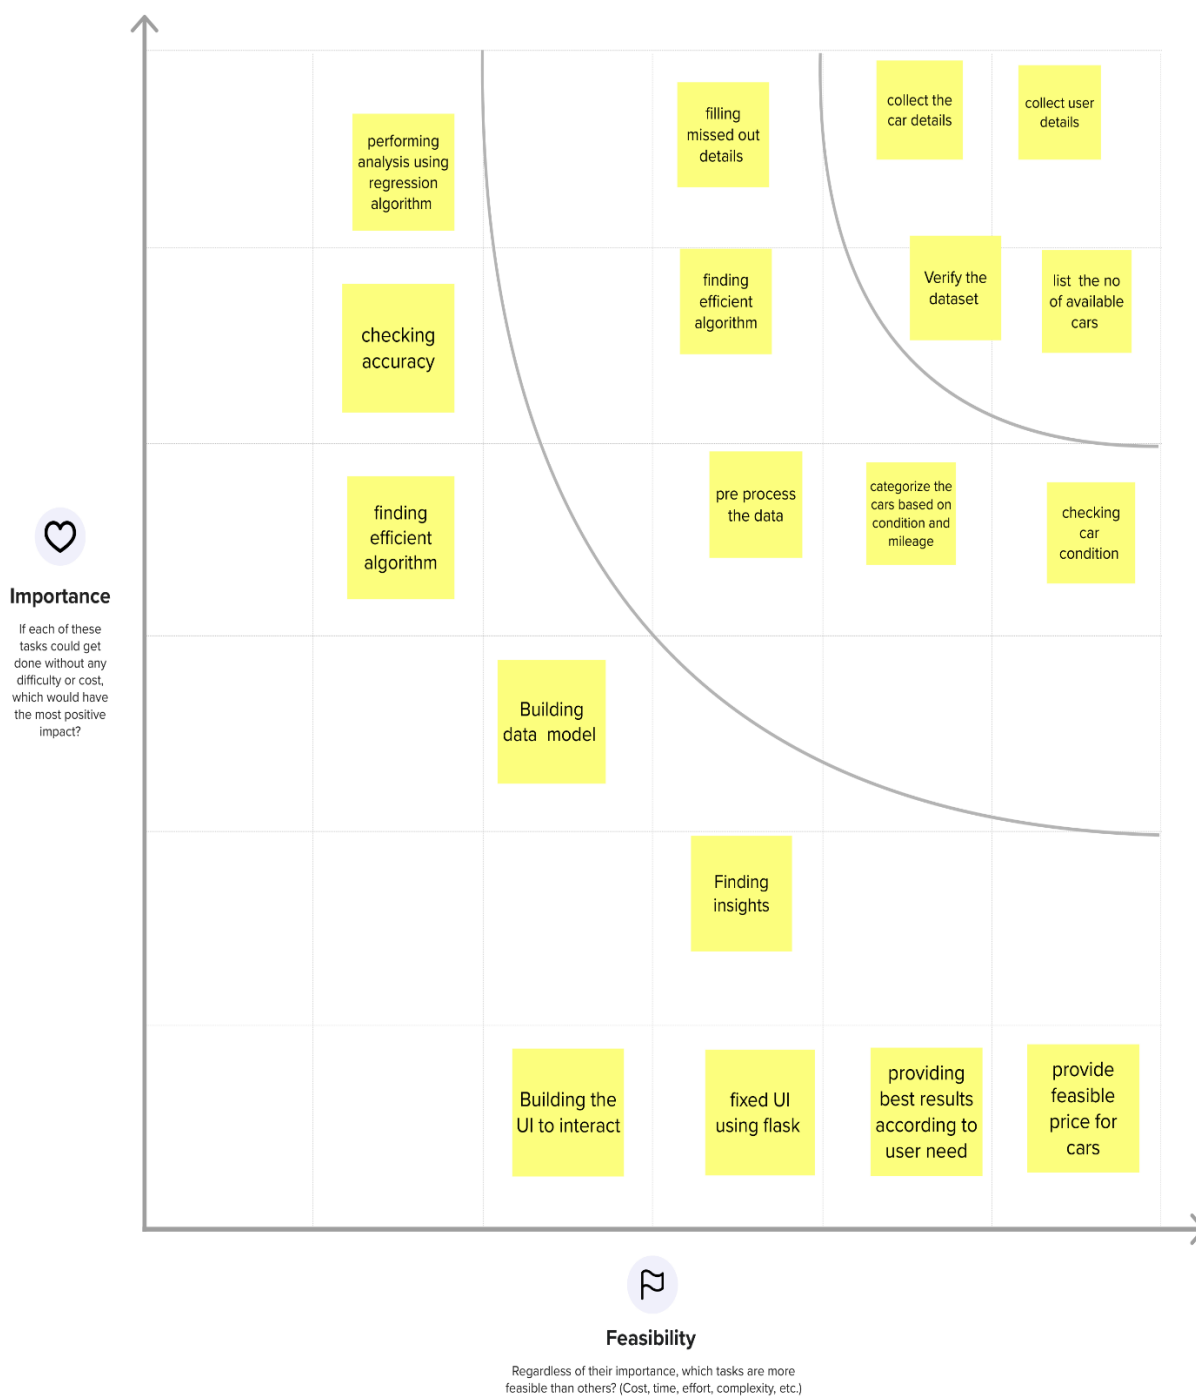 performing
analysis using
regression
algorithm
filling
missed out
details
collect the
car details
collect user
details
checking
accuracy
finding
efficient
algorithm
Verify the
dataset
list  the no
of available
cars
finding
efficient
algorithm
pre process
the data
categorize the
cars based on
condition and
mileage
checking
car
condition
Importance
If each of these
tasks could get
done without any
difficulty or cost,
which would have
the most positive
impact?
Building
data  model
Finding
insights
Building the
UI to interact
fixed UI
using flask
providing
best results
according to
user need
provide
feasible
price for
cars
Feasibility
Regardless of their importance, which tasks are more
feasible than others? (Cost, time, effort, complexity, etc.)